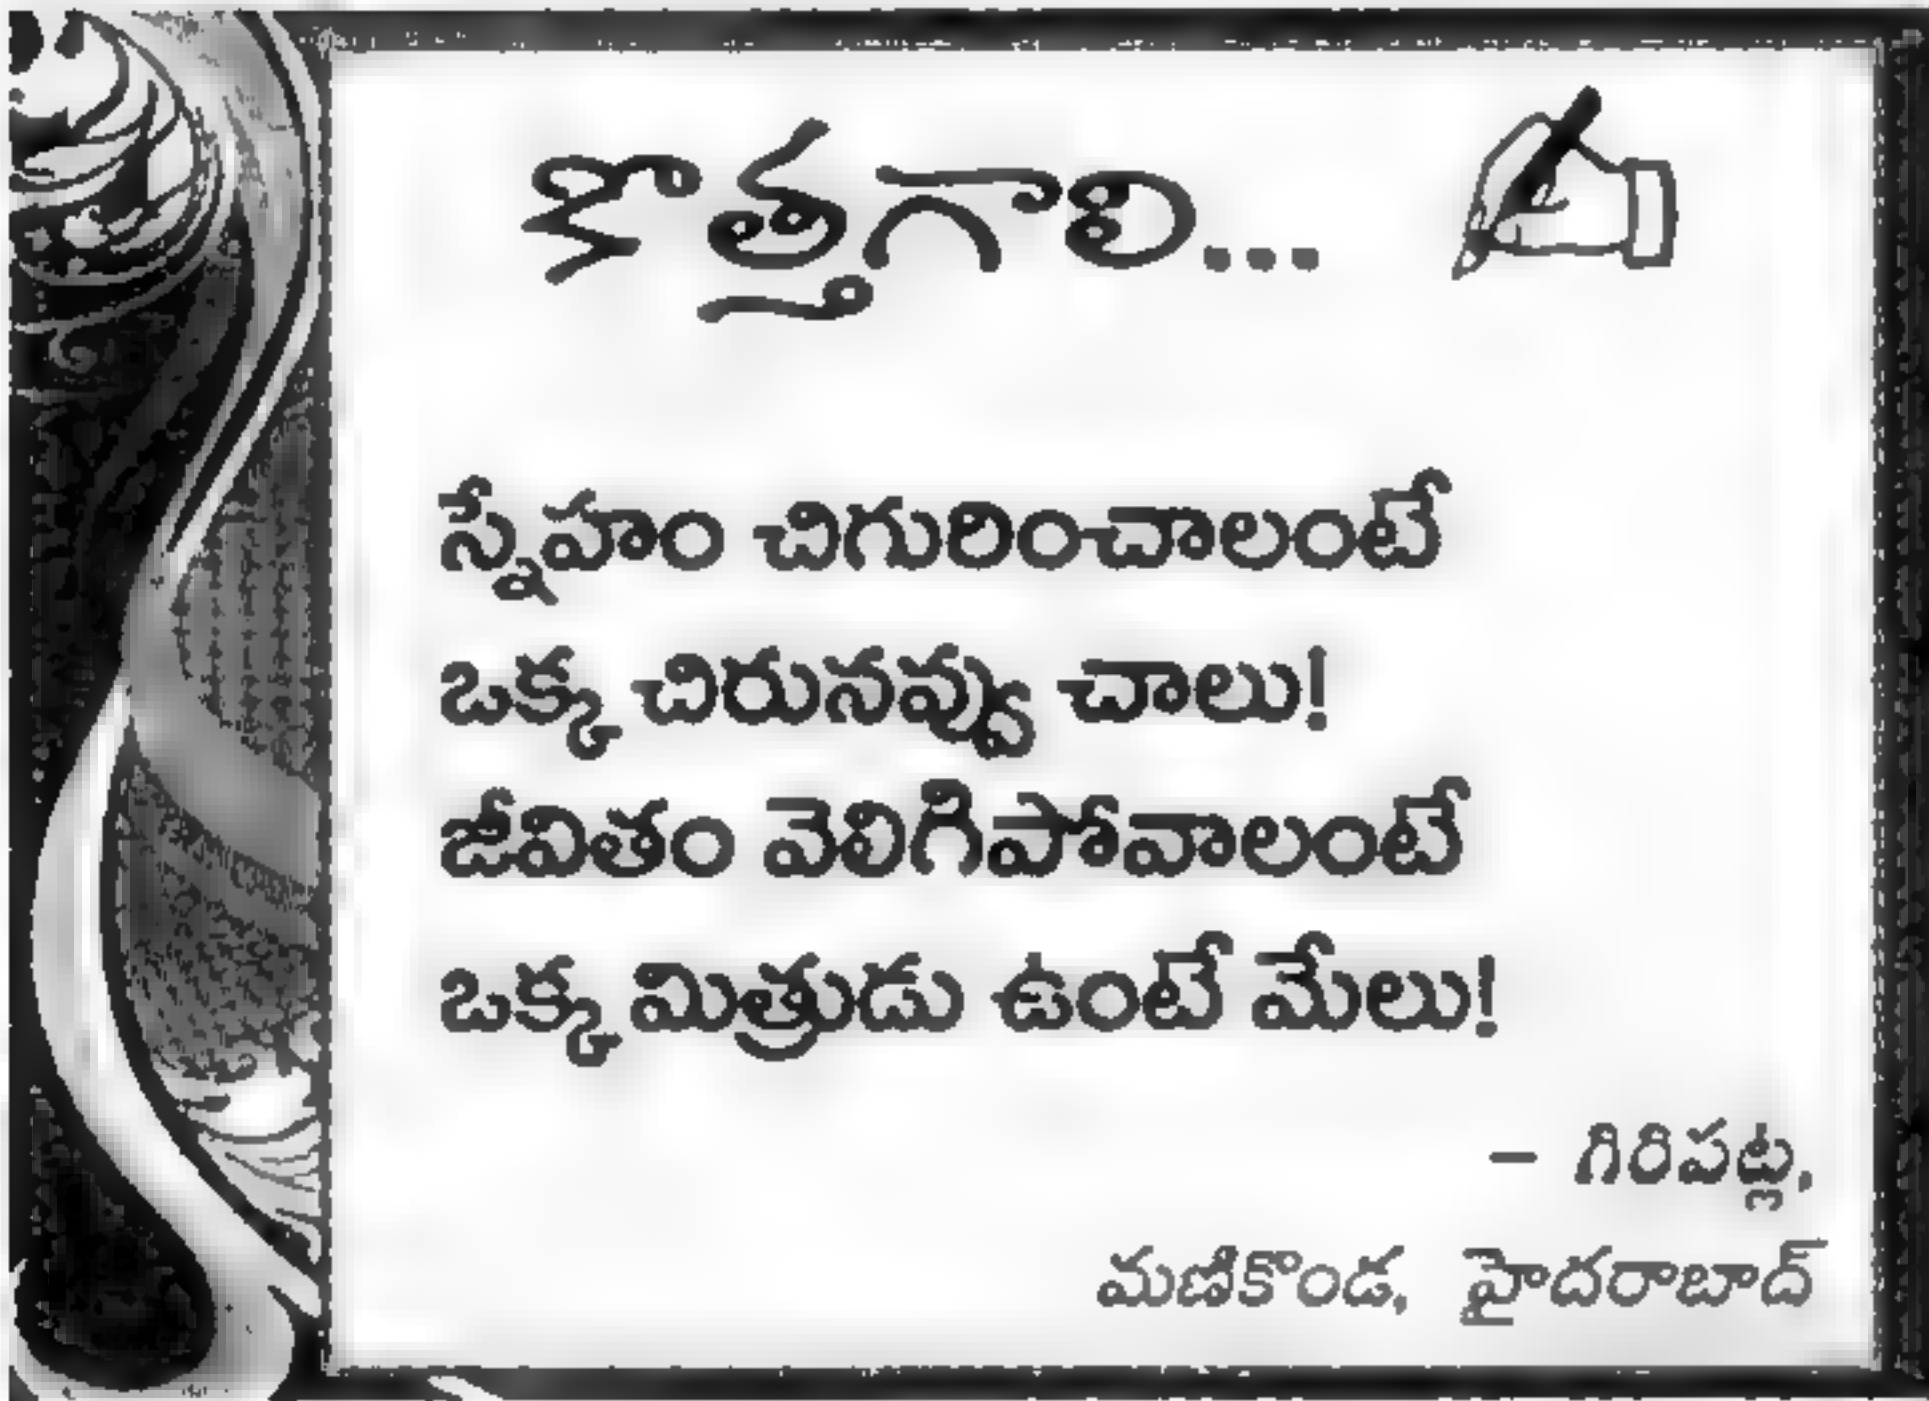 కొత్తగాలి...
స్నేహం చిగురించాలంటే
ఒక్క చిరునవ్వు చాలు!
జీవితం వెలిగిపోవాలంటే
ఒక్క మిత్రుడు ఉంటే మేలు!
– గిరిపట్ల,
మణికొండ, హైదరాబాద్